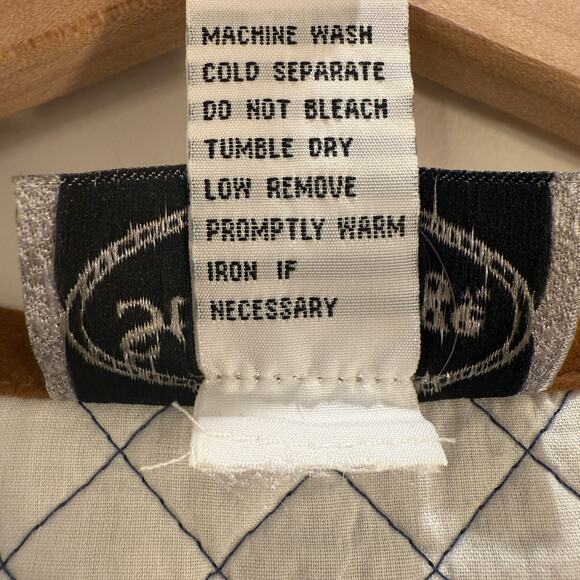 MACHINE WASH
COLD SEPARATE
DO NOT BLEACH
TUMBLE DRY
LOW REMOVE
PROMPTLY WARM
IRON IF
NECESSARY